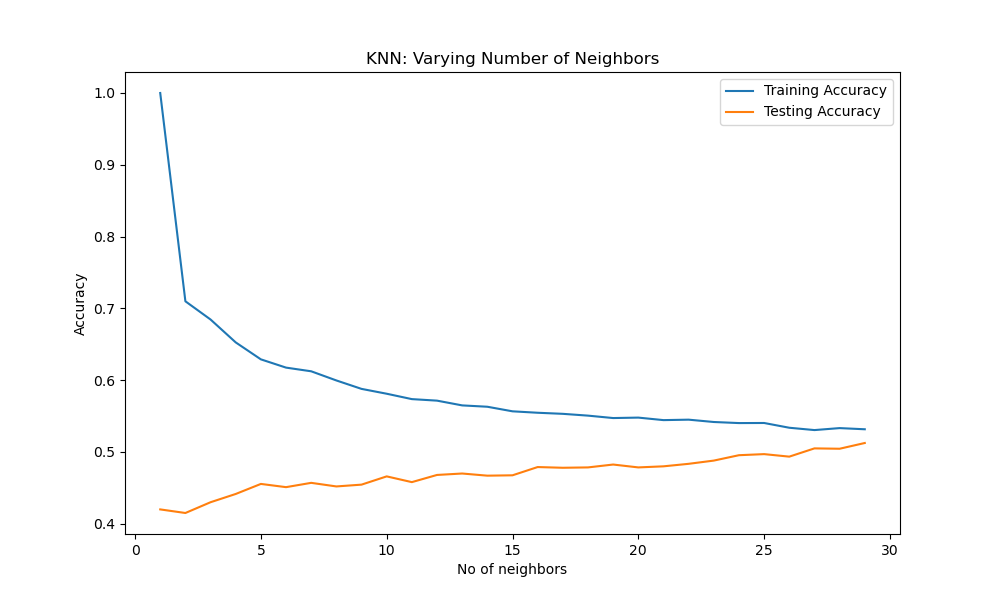 KNN: Varying Number of Neighbors
Training Accuracy
Testing Accuracy
Accuracy
1.0
0.9
0.8
0.7
0.6
0.5
0.4
0 5 10 15 20 25 30
No of neighbors